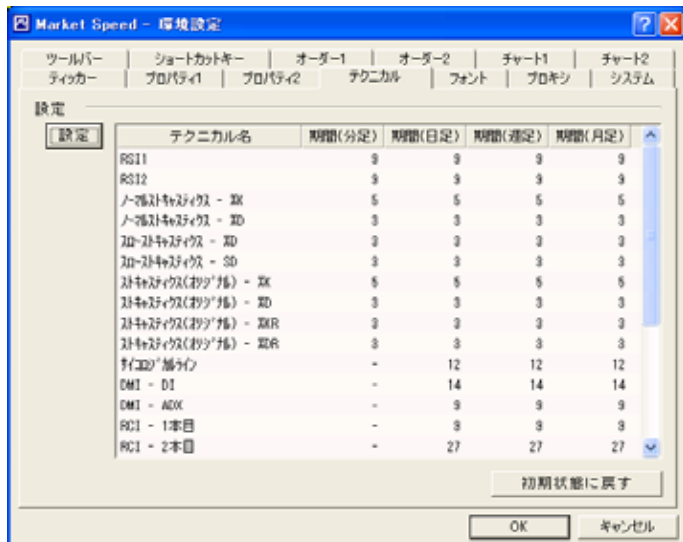 Market Speed - 環境設定
ツールバー ショートカットキー オーダー1 オーダー2 チャート1 チャート2
ティッカー プロパティ1 プロパティ2 テクニカル フォント プロキシ システム
設定
設定
テクニカル名 期間(分足) 期間(日足) 期間(週足) 期間(月足)
RSI1 9 9 9 9
RSI2 9 9 9 9
ノーマルストキャスティクス - %K 5 5 5 5
ノーマルストキャスティクス - %D 3 3 3 3
スローストキャスティクス - %D 3 3 3 3
スローストキャスティクス - SD 3 3 3 3
ストキャスティクス(オリジナル) - %K 5 5 5 5
ストキャスティクス(オリジナル) - %D 3 3 3 3
ストキャスティクス(オリジナル) - %KR 3 3 3 3
ストキャスティクス(オリジナル) - %DR 3 3 3 3
サイコロジカルライン - 12 12 12
DMI - DI - 14 14 14
DMI - ADX - 9 9 9
RCI - 1本目 - 9 9 9
RCI - 2本目 - 27 27 27
初期状態に戻す
OK キャンセル